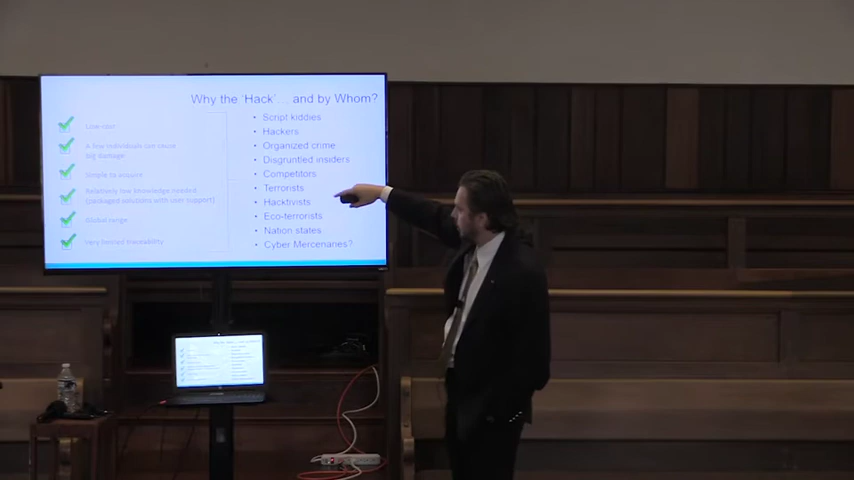 Why the 'Hack'... and by Whom?
Low cost
A few individuals can cause
big damage
Simple to acquire
Relatively low knowledge needed
(packaged solutions with user support)
Global range
Very limited traceability
• Script kiddies
• Hackers
• Organized crime
• Disgruntled insiders
• Competitors
• Terrorists
• Hacktivists
• Eco-terrorists
• Nation states
• Cyber Mercenaries?